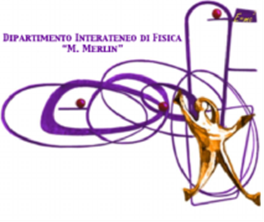 Dipartimento Interateneo di Fisica
"M. Merlin"